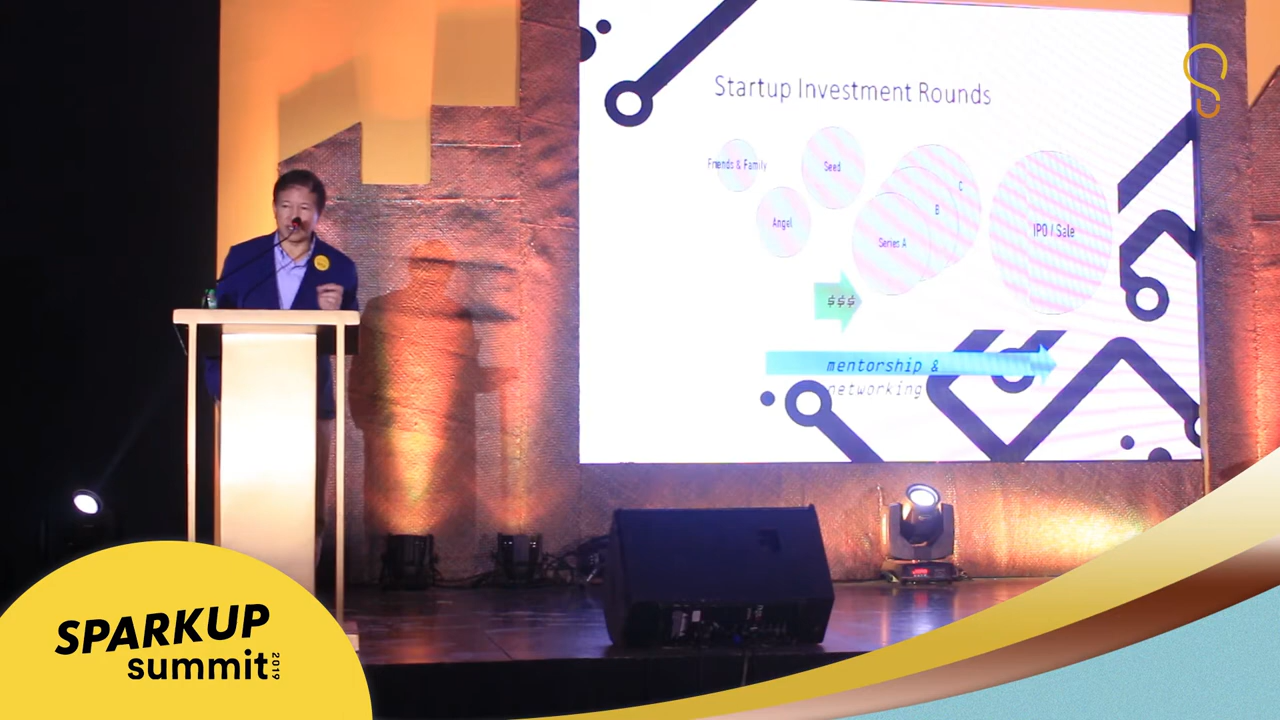 Startup Investment Rounds
Friends & Family
Seed
Angel
Series A
B
C
IPO / Sale
$$$
mentorship &
networking
SPARKUP
summit 2019